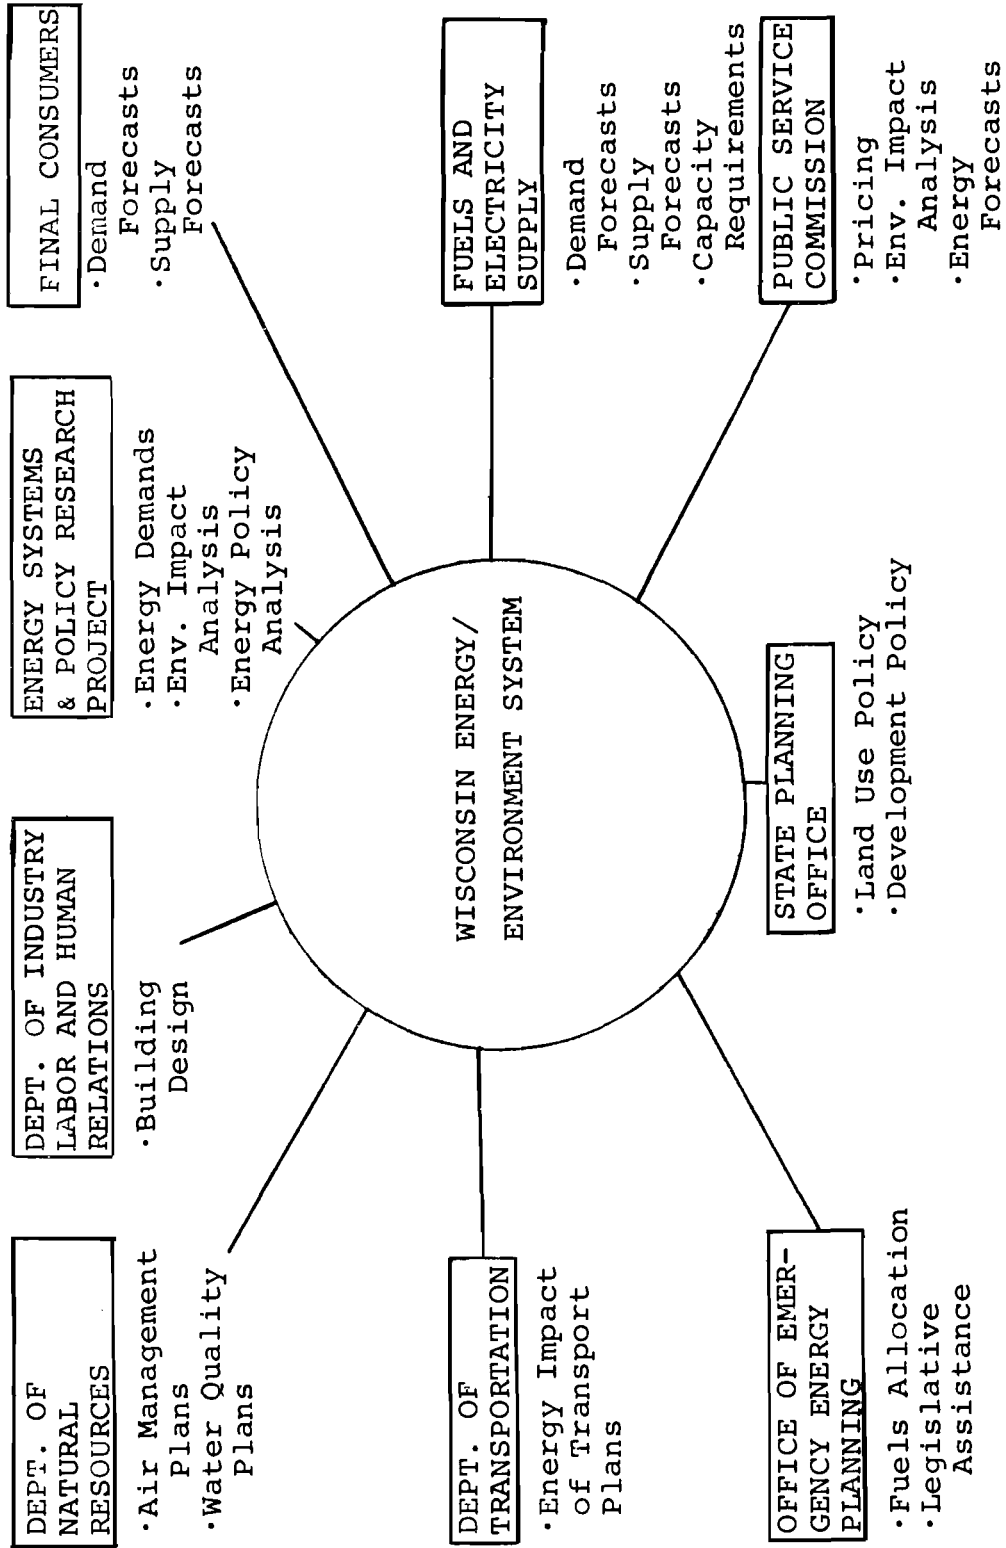 DEPT. OF
NATURAL
RESOURCES
·Air Management
Plans
·Water Quality
Plans
DEPT. OF INDUSTRY
LABOR AND HUMAN
RELATIONS
·Building
Design
ENERGY SYSTEMS
& POLICY RESEARCH
PROJECT
·Energy Demands
·Env. Impact
Analysis
·Energy Policy
Analysis
FINAL CONSUMERS
·Demand
Forecasts
·Supply
Forecasts
DEPT. OF
TRANSPORTATION
·Energy Impact
of Transport
Plans
WISCONSIN ENERGY/
ENVIRONMENT SYSTEM
FUELS AND
ELECTRICITY
SUPPLY
·Demand
Forecasts
·Supply
Forecasts
·Capacity
Requirements
OFFICE OF EMER-
GENCY ENERGY
PLANNING
·Fuels Allocation
·Legislative
Assistance
STATE PLANNING
OFFICE
·Land Use Policy
·Development Policy
PUBLIC SERVICE
COMMISSION
·Pricing
·Env. Impact
Analysis
·Energy
Forecasts